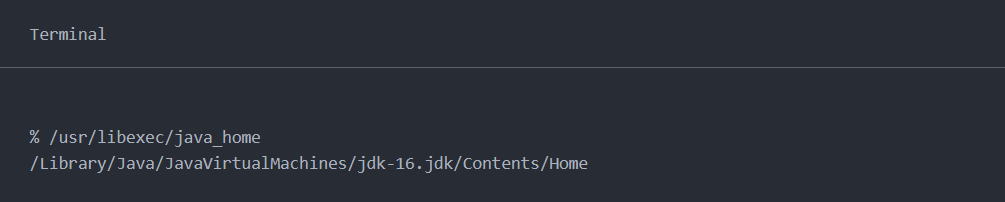 Terminal
% /usr/libexec/java_home
/Library/Java/JavaVirtualMachines/jdk-16.jdk/Contents/Home